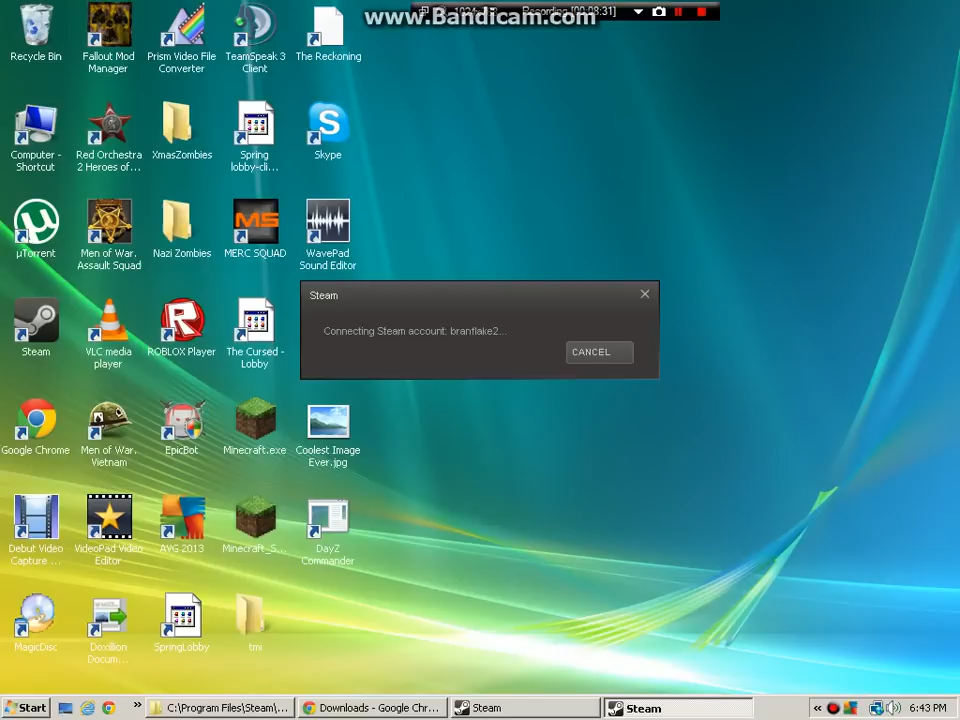 www.Bandicam.com
Recording [00:08:31]
Recycle Bin
Fallout Mod
Manager
Prism Video File
Converter
TeamSpeak 3
Client
The Reckoning
Computer -
Shortcut
Red Orchestra
2 Heroes of...
XmasZombies
Spring
lobby-cli...
Skype
µTorrent
Men of War.
Assault Squad
Nazi Zombies
MS
MERC SQUAD
WavePad
Sound Editor
Steam
Connecting Steam account: branflake2...
CANCEL
Steam
VLC media
player
ROBLOX Player
The Cursed -
Lobby
Google Chrome
Men of War.
Vietnam
EpicBot
Minecraft.exe
Coolest Image
Ever.jpg
Debut Video
Capture ...
VideoPad Video
Editor
AVG 2013
Minecraft_S...
DayZ
Commander
MagicDisc
Doxillion
Docum...
SpringLobby
tmi
Start
C:\Program Files\Steam\...
Downloads - Google Chr...
Steam
Steam
6:43 PM